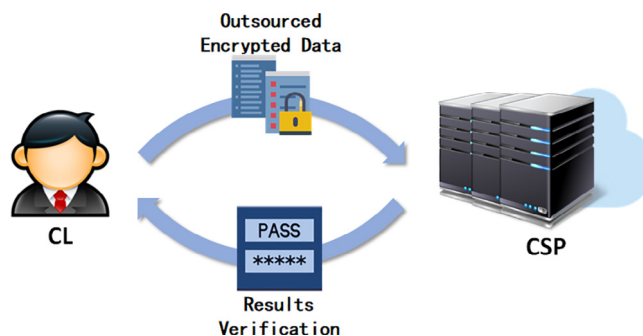 Outsourced
Encrypted Data
CL
CSP
PASS
*****
Results
Verification